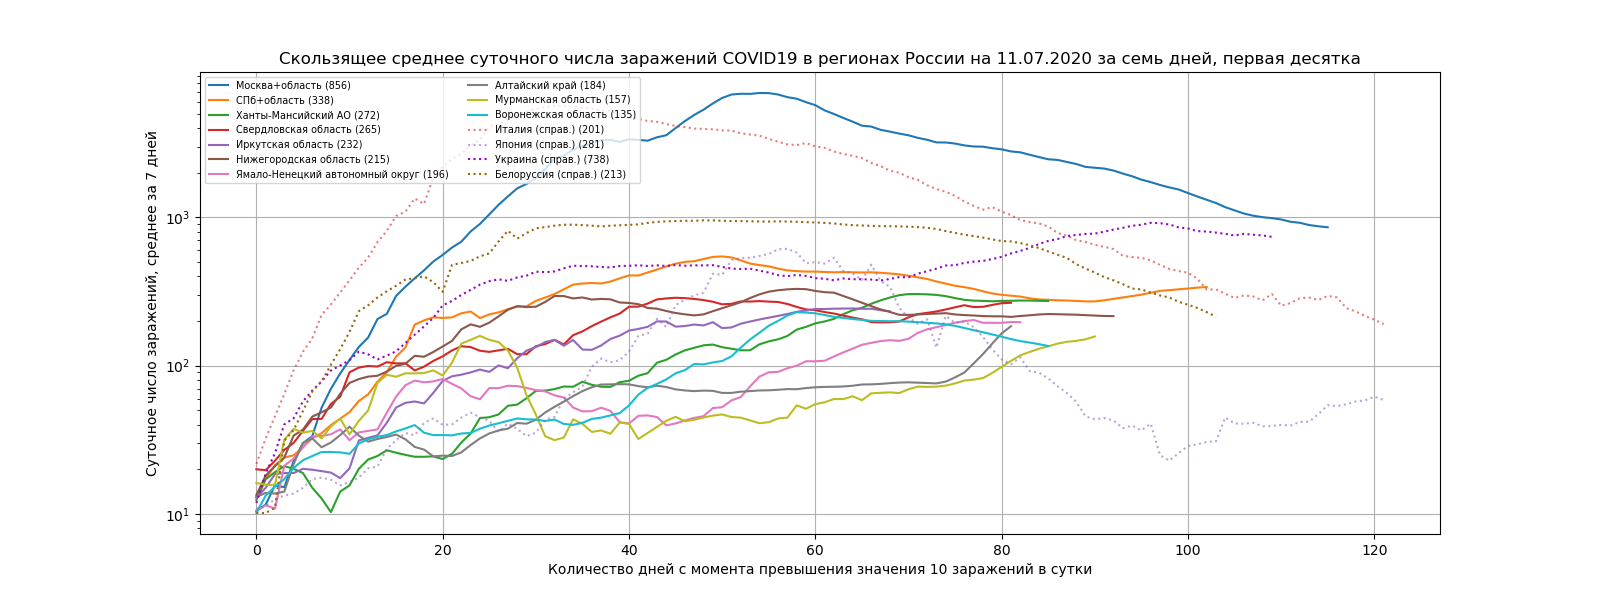 Скользящее среднее суточного числа заражений COVID19 в регионах России на 11.07.2020 за семь дней, первая десятка
Суточное число заражений, среднее за 7 дней
10³
10²
10¹
Москва+область (856)
СПб+область (338)
Ханты-Мансийский АО (272)
Свердловская область (265)
Иркутская область (232)
Нижегородская область (215)
Ямало-Ненецкий автономный округ (196)
Алтайский край (184)
Мурманская область (157)
Воронежская область (135)
Италия (справ.) (201)
Япония (справ.) (281)
Украина (справ.) (738)
Белоруссия (справ.) (213)
0 20 40 60 80 100 120
Количество дней с момента превышения значения 10 заражений в сутки